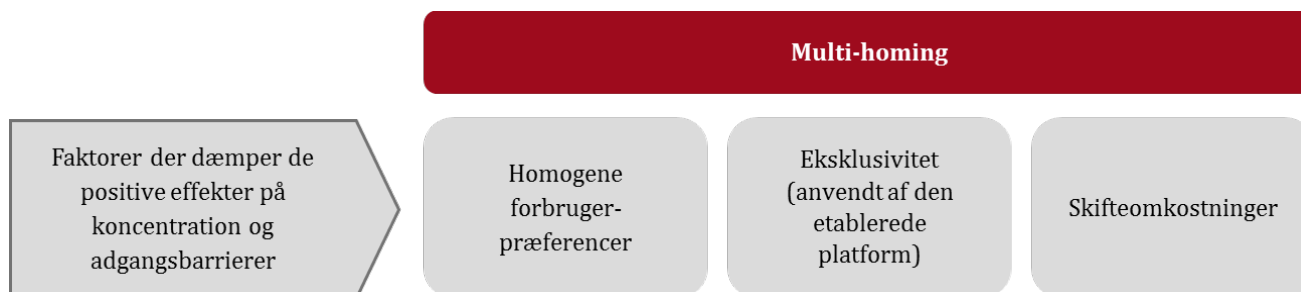 Multi-homing
Faktorer der dæmper de
positive effekter på
koncentration og
adgangsbarrierer
Homogene
forbruger-
præferencer
Eksklusivitet
(anvendt af den
etablerede
platform)
Skifteomkostninger